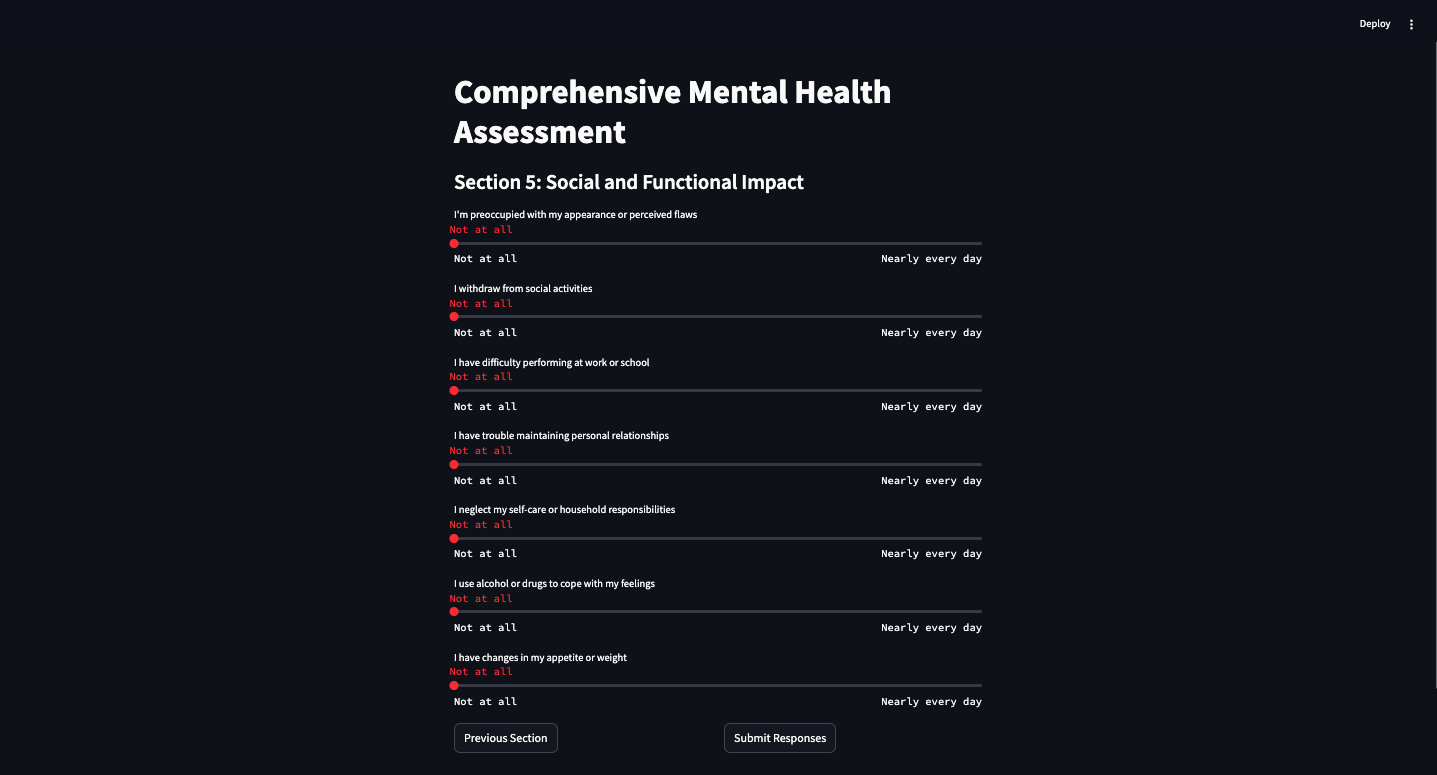 Deploy
Comprehensive Mental Health
Assessment
Section 5: Social and Functional Impact
I'm preoccupied with my appearance or perceived flaws
Not at all
Not at all Nearly every day
I withdraw from social activities
Not at all
Not at all Nearly every day
I have difficulty performing at work or school
Not at all
Not at all Nearly every day
I have trouble maintaining personal relationships
Not at all
Not at all Nearly every day
I neglect my self-care or household responsibilities
Not at all
Not at all Nearly every day
I use alcohol or drugs to cope with my feelings
Not at all
Not at all Nearly every day
I have changes in my appetite or weight
Not at all
Not at all Nearly every day
Previous Section Submit Responses